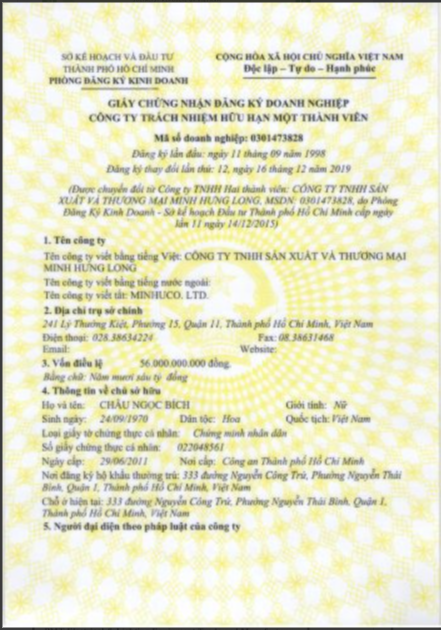 SỞ KẾ HOẠCH VÀ ĐẦU TƯ
THÀNH PHỐ HỒ CHÍ MINH
PHÒNG ĐĂNG KÝ KINH DOANH
CỘNG HÒA XÃ HỘI CHỦ NGHĨA VIỆT NAM
Độc lập – Tự do – Hạnh phúc
GIẤY CHỨNG NHẬN ĐĂNG KÝ DOANH NGHIỆP
CÔNG TY TRÁCH NHIỆM HỮU HẠN MỘT THÀNH VIÊN
Mã số doanh nghiệp: 0301473828
Đăng ký lần đầu: ngày 11 tháng 09 năm 1998
Đăng ký thay đổi lần thứ: 12, ngày 16 tháng 12 năm 2019
(Được chuyển đổi từ Công ty TNHH Hai thành viên: CÔNG TY TNHH SẢN
XUẤT VÀ THƯƠNG MẠI MINH HƯNG LONG, MSDN: 0301473828, do Phòng
Đăng Ký Kinh Doanh - Sở kế hoạch Đầu tư Thành phố Hồ Chí Minh cấp ngày
lần 11 ngày 14/12/2015)
1. Tên công ty
Tên công ty viết bằng tiếng Việt: CÔNG TY TNHH SẢN XUẤT VÀ THƯƠNG MẠI
MINH HƯNG LONG
Tên công ty viết bằng tiếng nước ngoài:
Tên công ty viết tắt: MINHUCO. LTD.
2. Địa chỉ trụ sở chính
241 Lý Thường Kiệt, Phường 15, Quận 11, Thành phố Hồ Chí Minh, Việt Nam
Điện thoại: 028.38634224 Fax: 08.38631468
Email: Website:
3. Vốn điều lệ 56.000.000.000 đồng.
Bằng chữ: Năm mươi sáu tỷ đồng
4. Thông tin về chủ sở hữu
Họ và tên: CHÂU NGỌC BÍCH Giới tính: Nữ
Sinh ngày: 24/09/1970 Dân tộc: Hoa Quốc tịch: Việt Nam
Loại giấy tờ chứng thực cá nhân: Chứng minh nhân dân
Số giấy chứng thực cá nhân: 022048561
Ngày cấp: 29/06/2011 Nơi cấp: Công an Thành phố Hồ Chí Minh
Nơi đăng ký hộ khẩu thường trú: 333 đường Nguyễn Công Trứ, Phường Nguyễn Thái
Bình, Quận 1, Thành phố Hồ Chí Minh, Việt Nam
Chỗ ở hiện tại: 333 đường Nguyễn Công Trứ, Phường Nguyễn Thái Bình, Quận 1,
Thành phố Hồ Chí Minh, Việt Nam
5. Người đại diện theo pháp luật của công ty